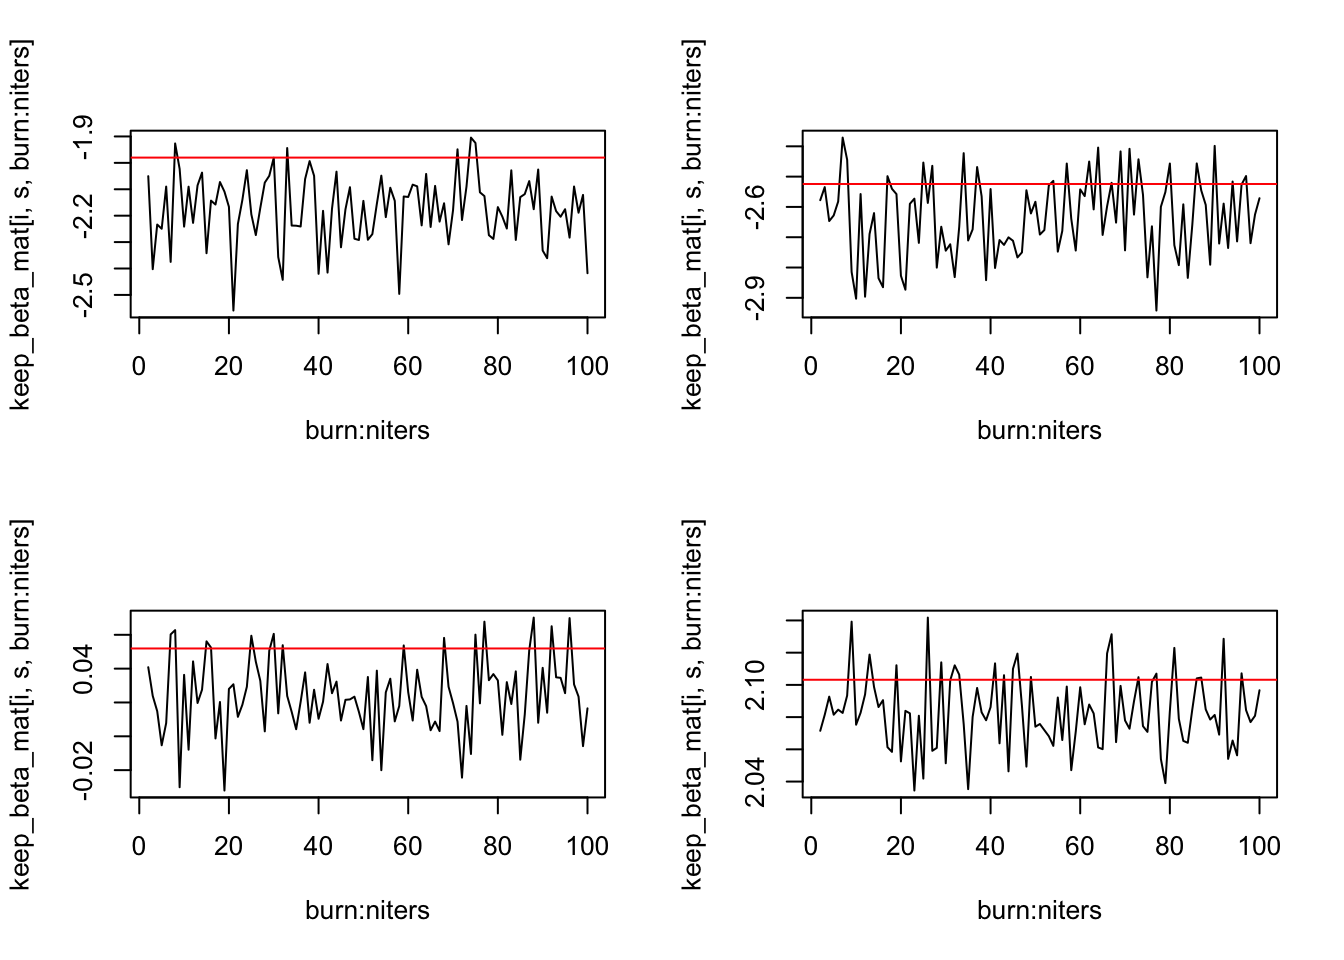 keep_beta_mat[i, s, burn:niters]
-1.9
-2.2
-2.5
0 20 40 60 80 100
burn:niters
keep_beta_mat[i, s, burn:niters]
-2.6
-2.9
0 20 40 60 80 100
burn:niters
keep_beta_mat[i, s, burn:niters]
0.04
-0.02
0 20 40 60 80 100
burn:niters
keep_beta_mat[i, s, burn:niters]
2.10
2.04
0 20 40 60 80 100
burn:niters